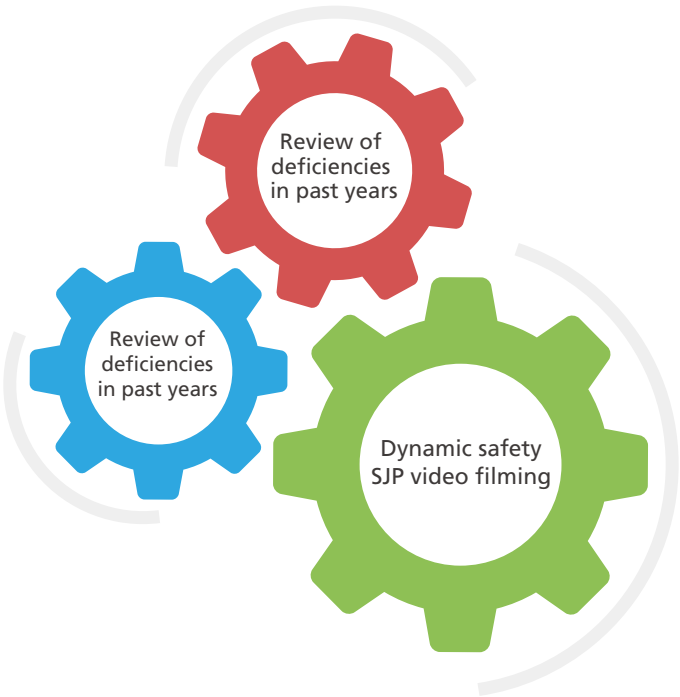 Review of
deficiencies
in past years
Review of
deficiencies
in past years
Dynamic safety
SJP video filming